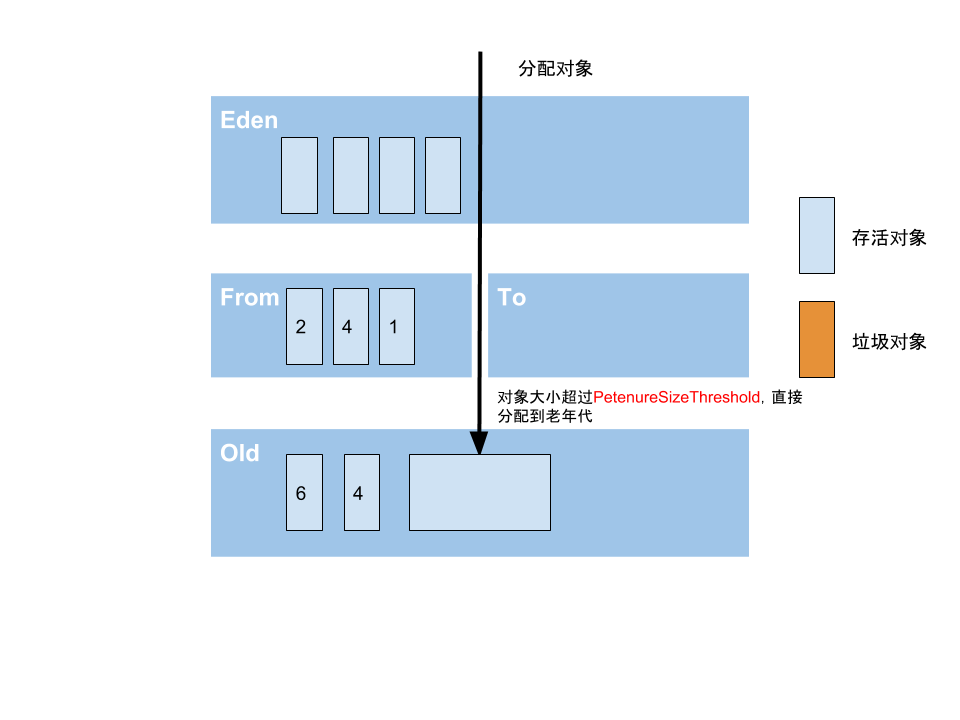 分配对象
Eden
存活对象
From
2
4
1
To
垃圾对象
对象大小超过PetenureSizeThreshold，直接
分配到老年代
Old
6
4